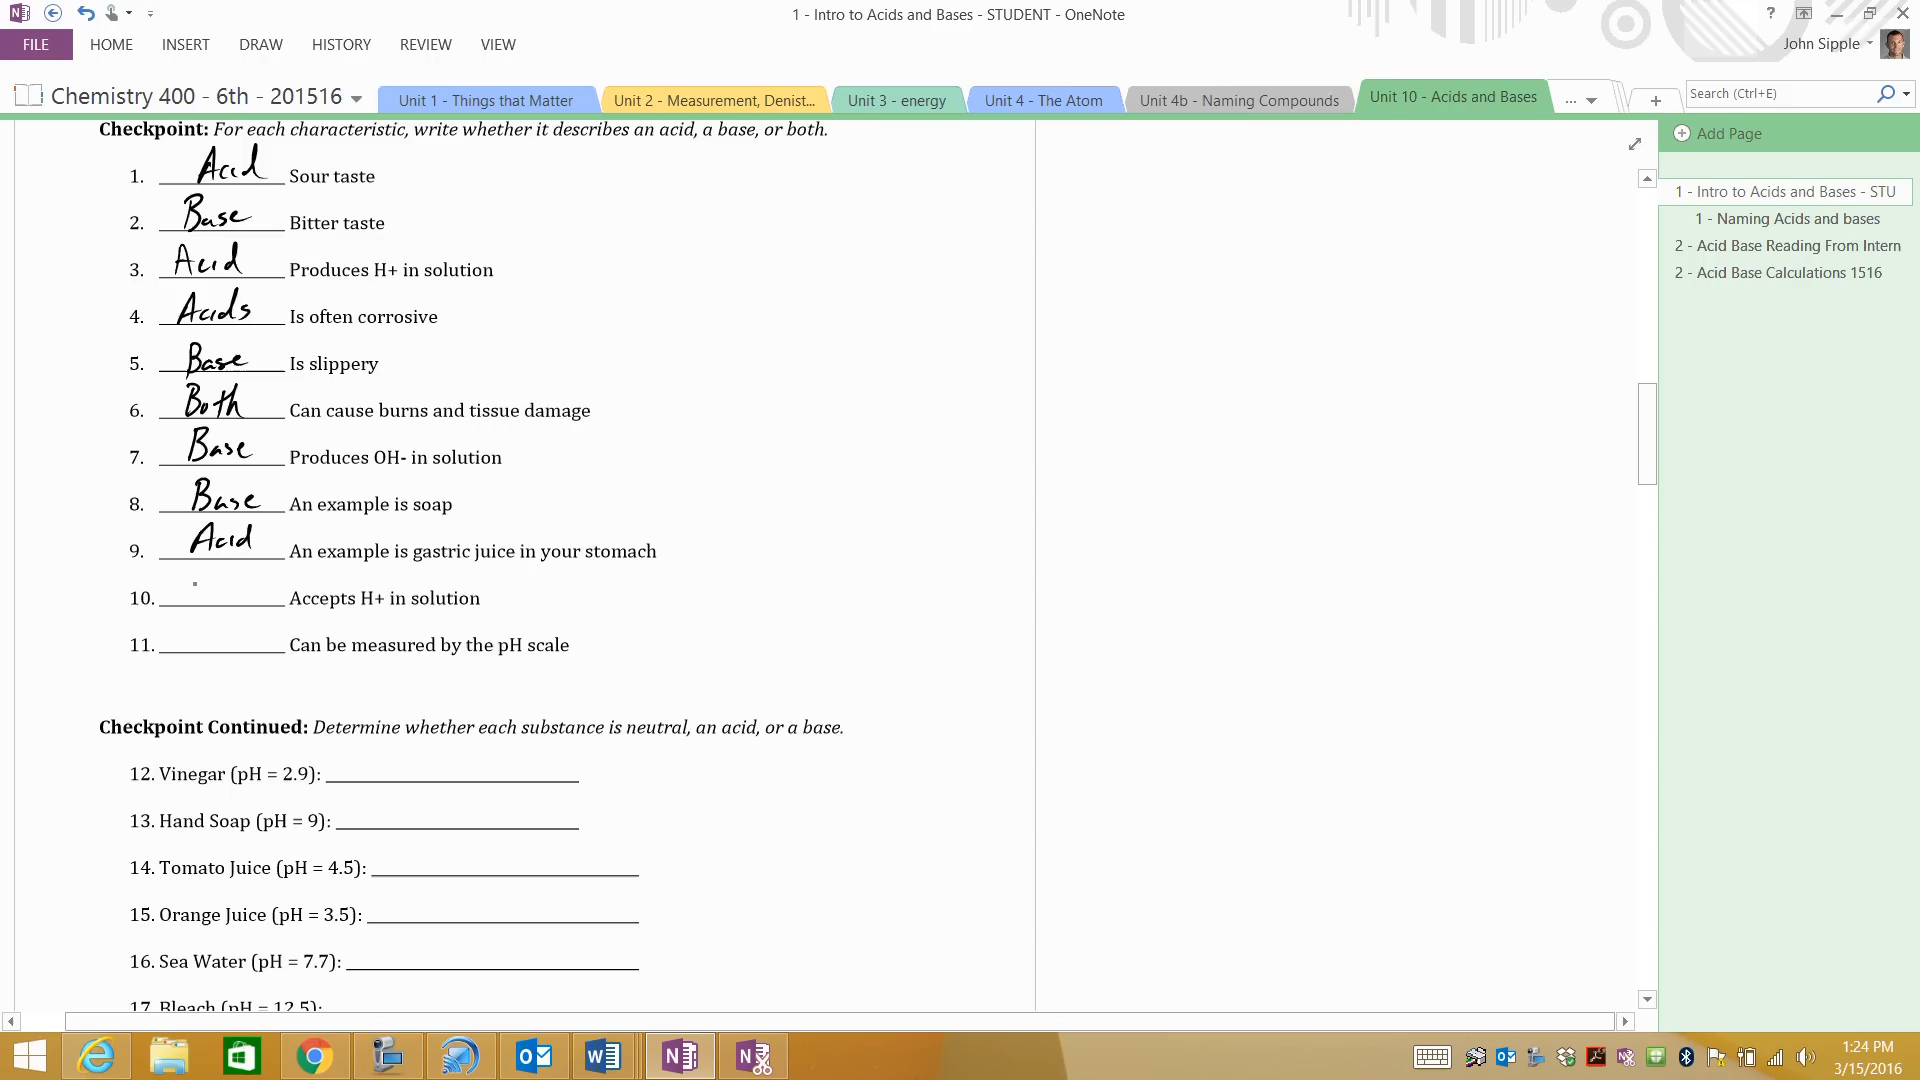 1 - Intro to Acids and Bases - STUDENT - OneNote
FILE HOME INSERT DRAW HISTORY REVIEW VIEW
John Sipple
Chemistry 400 - 6th - 201516
Unit 1 - Things that Matter
Unit 2 - Measurement, Denist...
Unit 3 - energy
Unit 4 - The Atom
Unit 4b - Naming Compounds
Unit 10 - Acids and Bases
...
Search (Ctrl+E)
Add Page
1 - Intro to Acids and Bases - STU
1 - Naming Acids and bases
2 - Acid Base Reading From Intern
2 - Acid Base Calculations 1516
Checkpoint: For each characteristic, write whether it describes an acid, a base, or both.
1. Acid Sour taste
2. Base Bitter taste
3. Acid Produces H+ in solution
4. Acids Is often corrosive
5. Base Is slippery
6. Both Can cause burns and tissue damage
7. Base Produces OH- in solution
8. Base An example is soap
9. Acid An example is gastric juice in your stomach
10. ____________ Accepts H+ in solution
11. ____________ Can be measured by the pH scale
Checkpoint Continued: Determine whether each substance is neutral, an acid, or a base.
12. Vinegar (pH = 2.9): ____________
13. Hand Soap (pH = 9): ____________
14. Tomato Juice (pH = 4.5): ____________
15. Orange Juice (pH = 3.5): ____________
16. Sea Water (pH = 7.7): ____________
17. Bleach (pH = 12.5):
1:24 PM
3/15/2016